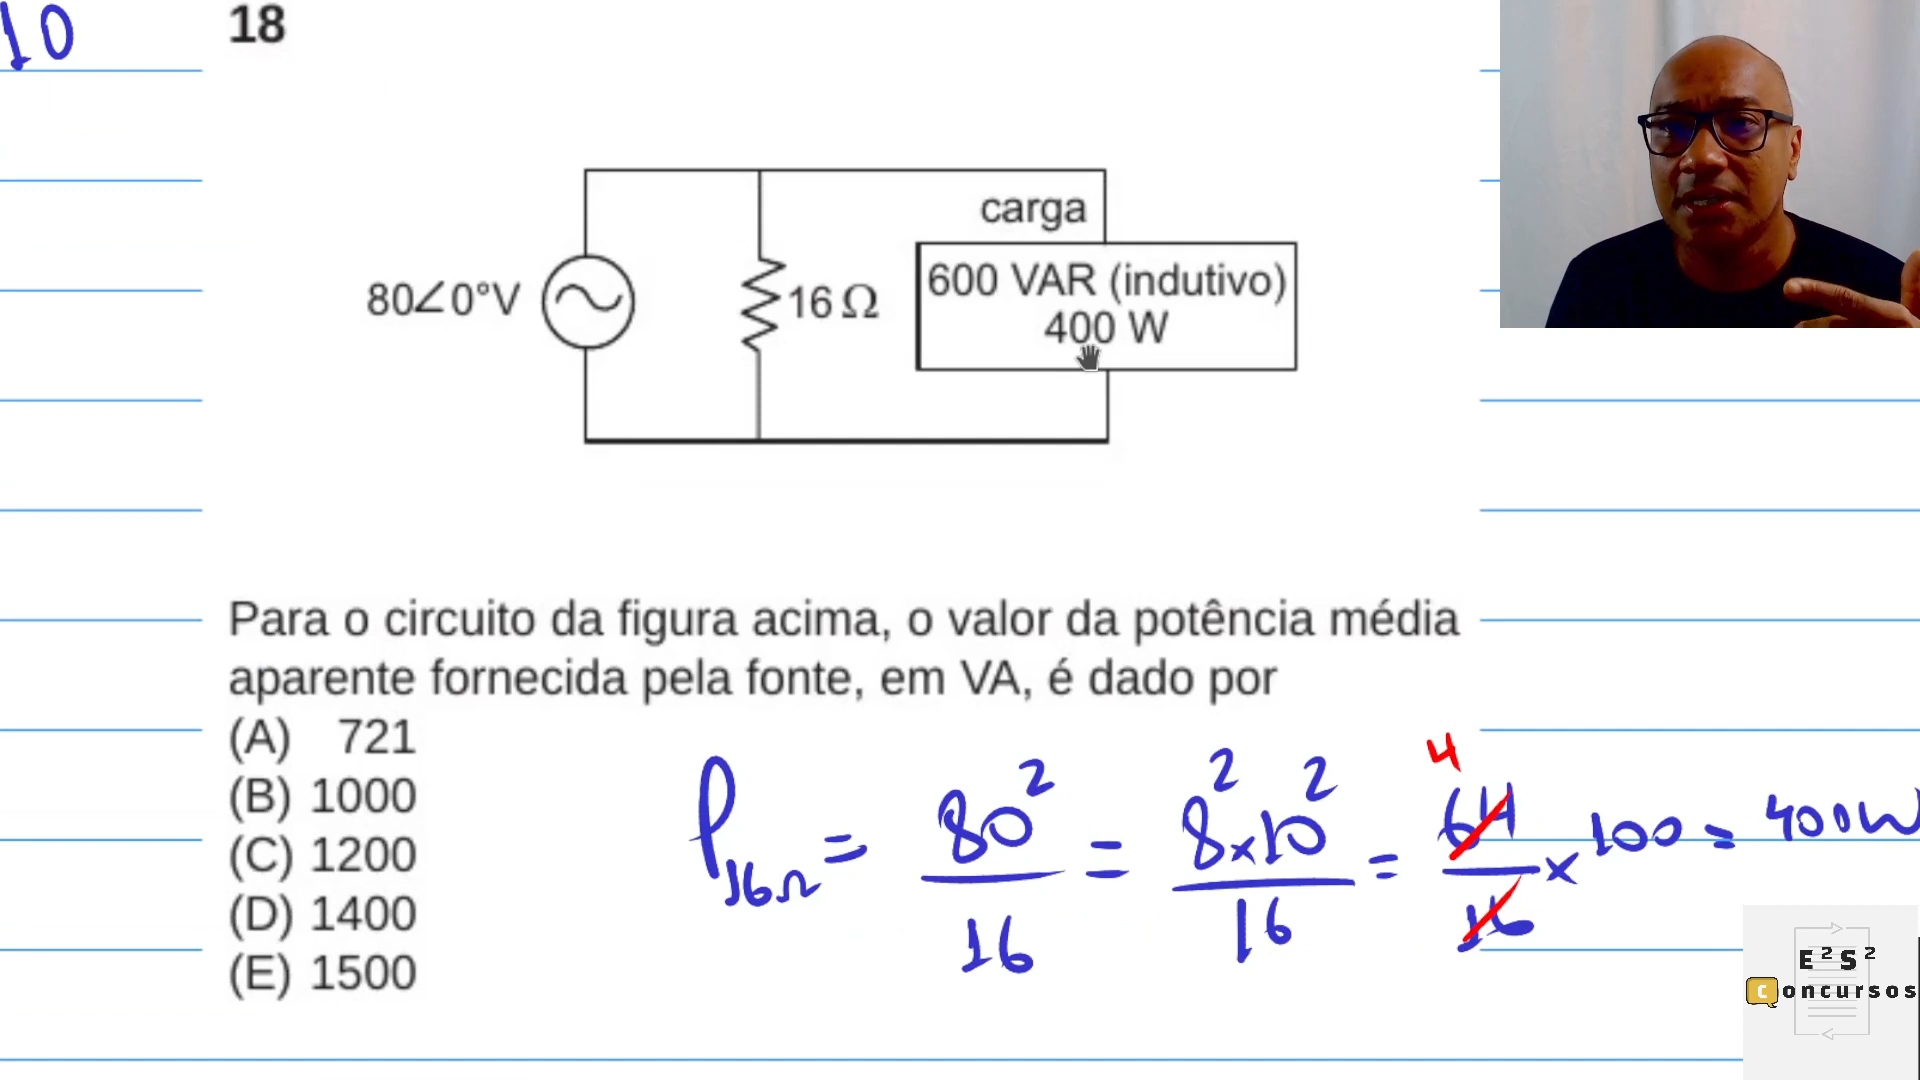 10
18
carga
80∠0°V
16 Ω
600 VAR (indutivo)
400 W
Para o circuito da figura acima, o valor da potência média
aparente fornecida pela fonte, em VA, é dado por
(A) 721
(B) 1000
(C) 1200
(D) 1400
(E) 1500
P16Ω = 80² / 16 = 8² x 10² / 16 = 64 / 16 x 100 = 400W
4
E²S²
Concursos